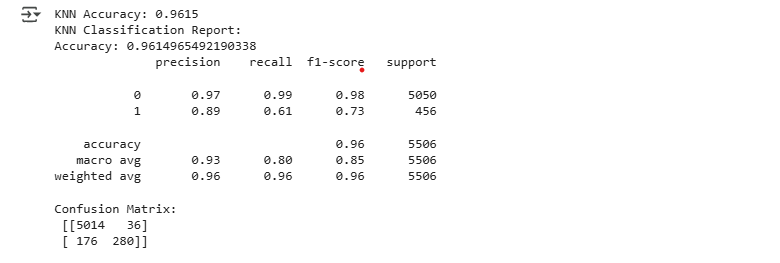 KNN Accuracy: 0.9615
KNN Classification Report:
Accuracy: 0.9614965492190338
precision recall f1-score support
0 0.97 0.99 0.98 5050
1 0.89 0.61 0.73 456
accuracy 0.96 5506
macro avg 0.93 0.80 0.85 5506
weighted avg 0.96 0.96 0.96 5506
Confusion Matrix:
[[5014 36]
[ 176 280]]